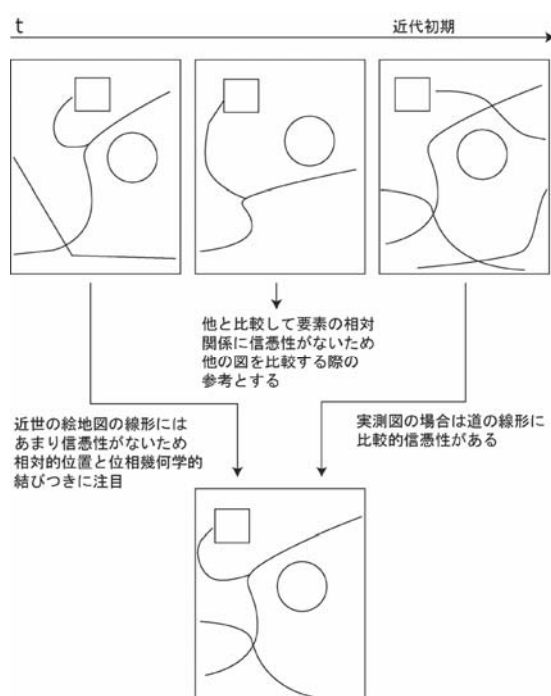 t
近代初期
他と比較して要素の相対
関係に信憑性がないため
他の図を比較する際の
参考とする
近世の絵地図の線形には
あまり信憑性がないため
相対的位置と位相幾何学的
結びつきに注目
実測図の場合は道の線形に
比較的信憑性がある